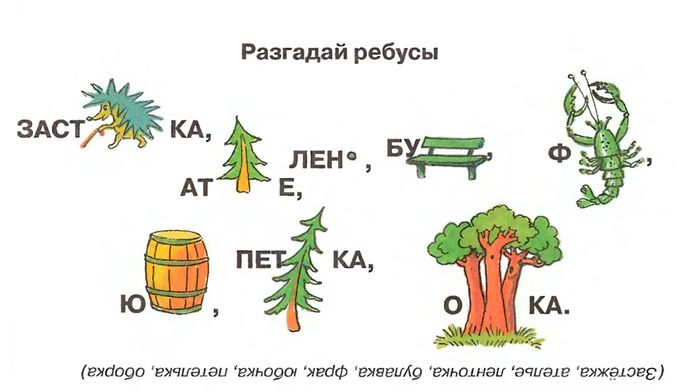 Разгадай ребусы
ЗАСТ КА,
АТ Е,
ЛЕН ,
БУ ,
Ф ,
Ю ,
ПЕТ КА,
О КА.
(Застёжка, ателье, ленточка, булавка, фрак, юбочка, петелька, оборка)